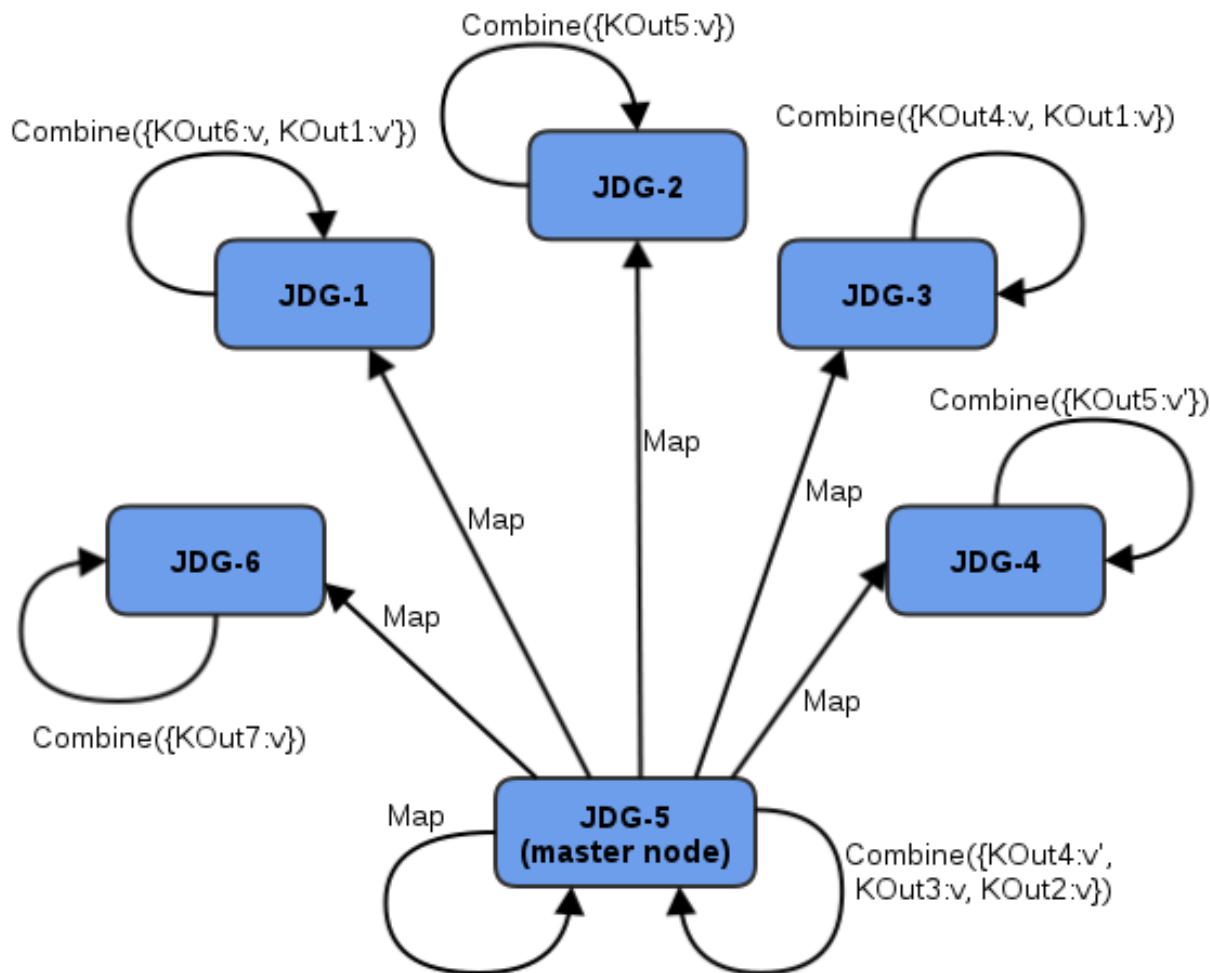 Combine({KOut5:v})
Combine({KOut6:v, KOut1:v'})
Combine({KOut4:v, KOut1:v})
JDG-2
JDG-1
JDG-3
Combine({KOut5:v'})
Map
Map
Map
JDG-6
JDG-4
Map
Map
Combine({KOut7:v})
Map
JDG-5
(master node)
Combine({KOut4:v',
KOut3:v, KOut2:v})